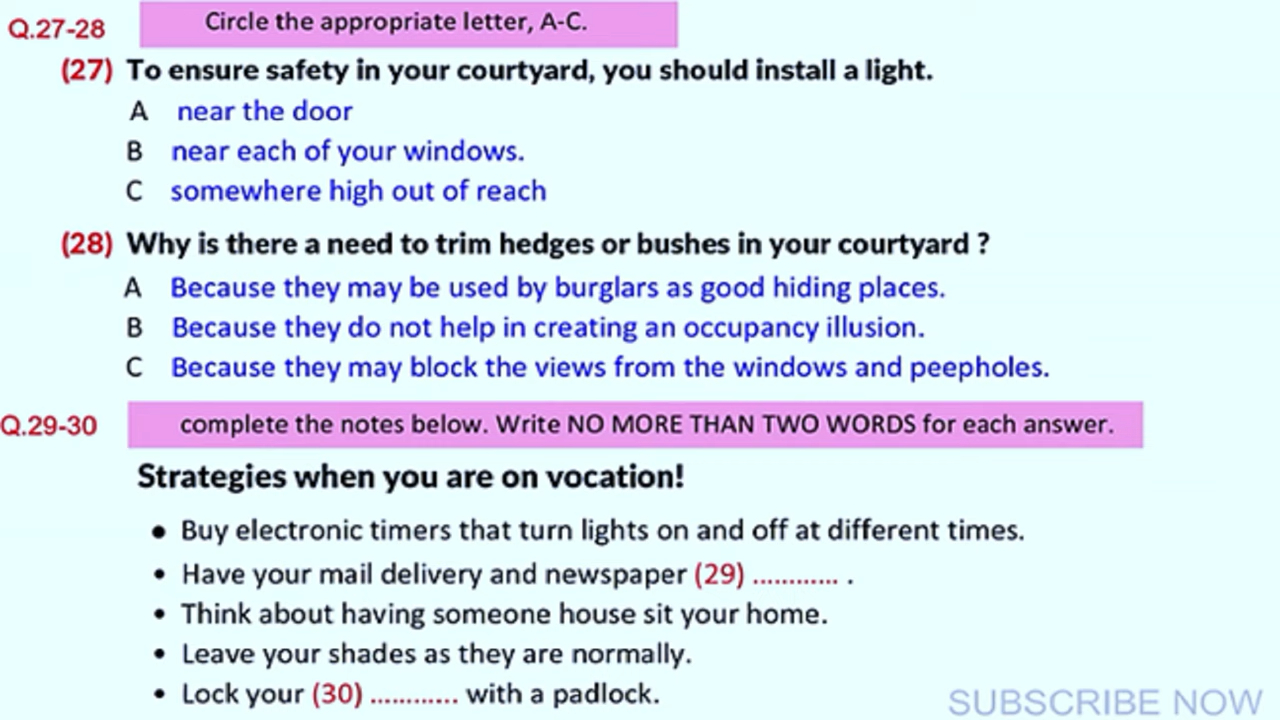 Q.27-28 Circle the appropriate letter, A-C.
(27) To ensure safety in your courtyard, you should install a light.
A near the door
B near each of your windows.
C somewhere high out of reach
(28) Why is there a need to trim hedges or bushes in your courtyard ?
A Because they may be used by burglars as good hiding places.
B Because they do not help in creating an occupancy illusion.
C Because they may block the views from the windows and peepholes.
Q.29-30 complete the notes below. Write NO MORE THAN TWO WORDS for each answer.
Strategies when you are on vocation!
• Buy electronic timers that turn lights on and off at different times.
• Have your mail delivery and newspaper (29) ............ .
• Think about having someone house sit your home.
• Leave your shades as they are normally.
• Lock your (30) ............ with a padlock.
SUBSCRIBE NOW